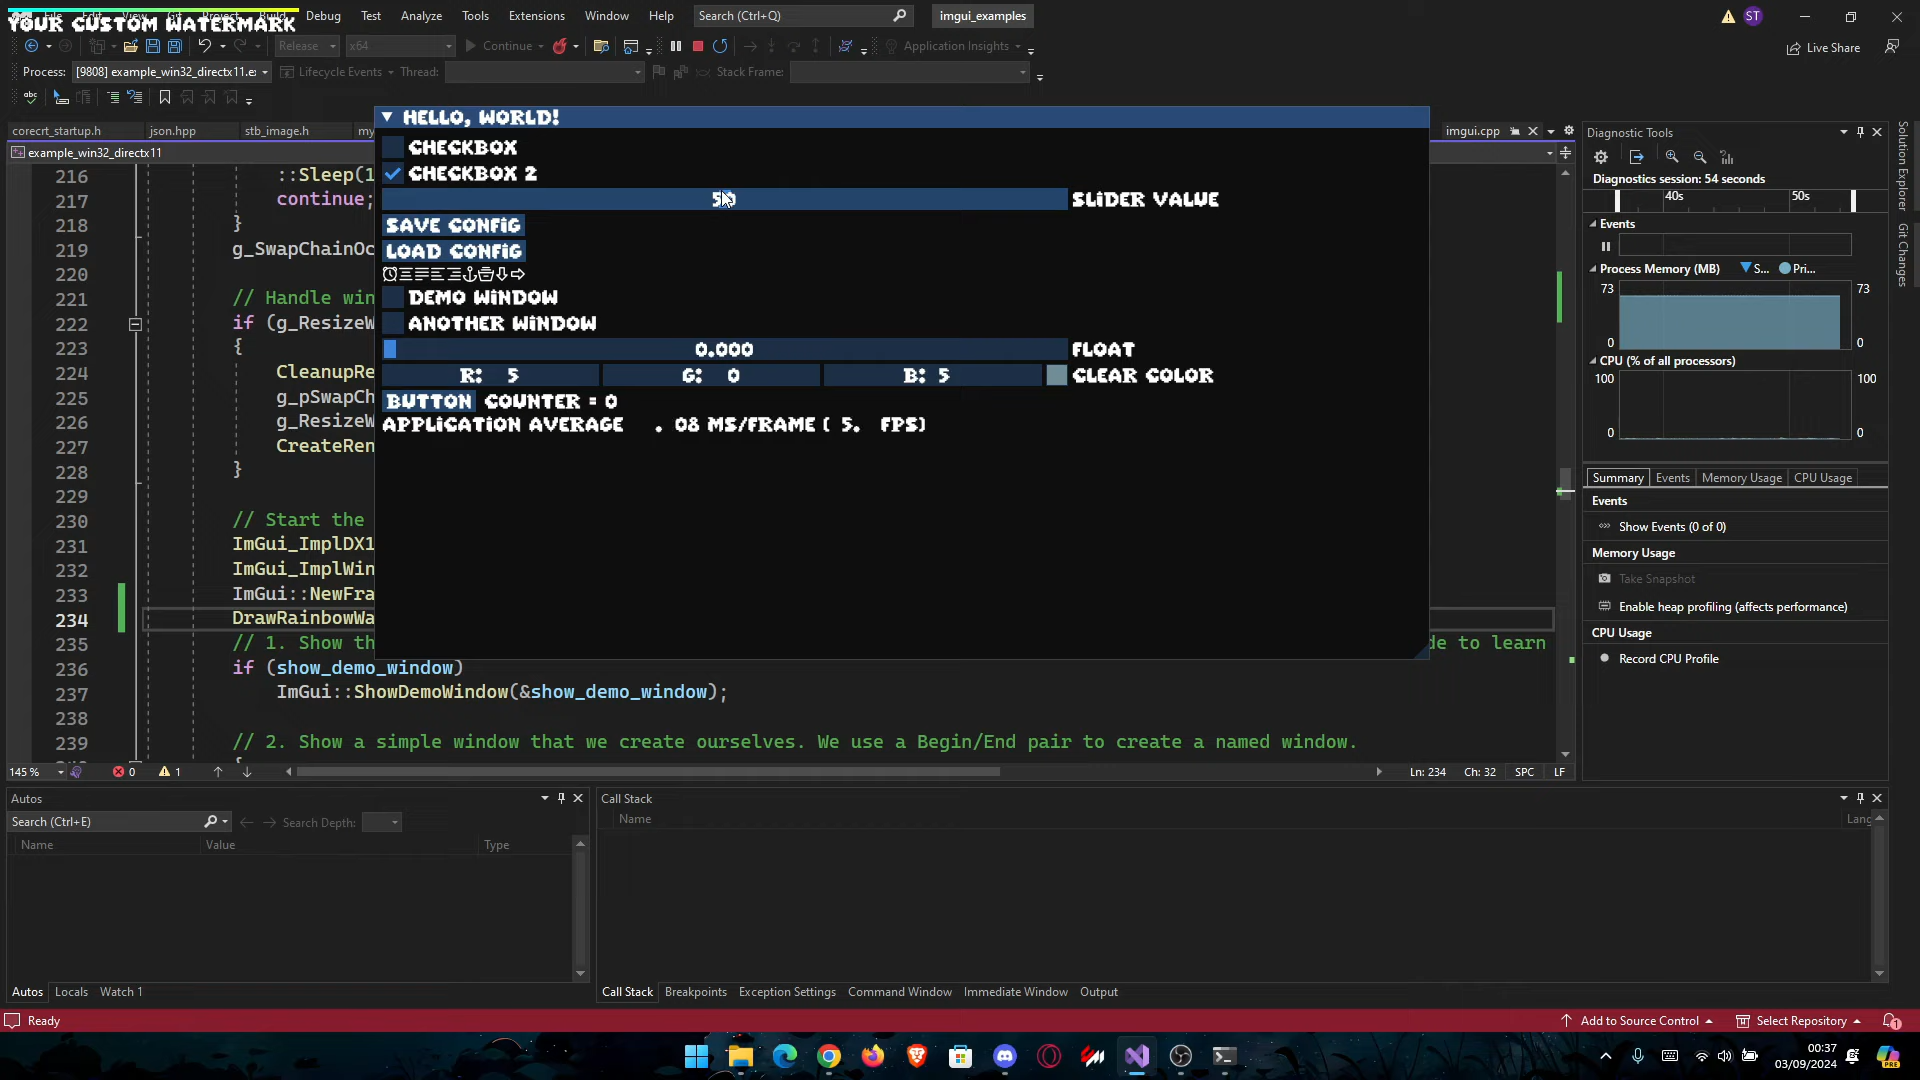 YOUR CUSTOM WATERMARK
Debug Test Analyze Tools Extensions Window Help Search (Ctrl+Q) imgui_examples ST
Release x64 Continue Application Insights Live Share
Process: [9808] example_win32_directx11.e Lifecycle Events Thread: Stack Frame:
corecrt_startup.h json.hpp stb_image.h my imgui.cpp
example_win32_directx11
216 ::Sleep(1
217 continue;
218 }
219 g_SwapChainOc
220
221 // Handle win
222 if (g_ResizeW
223 {
224 CleanupRe
225 g_pSwapCh
226 g_ResizeW
227 CreateRen
228 }
229
230 // Start the
231 ImGui_ImplDX1
232 ImGui_ImplWin
233 ImGui::NewFra
234 DrawRainbowWa
235 // 1. Show th de to learn
236 if (show_demo_window)
237 ImGui::ShowDemoWindow(&show_demo_window);
238
239 // 2. Show a simple window that we create ourselves. We use a Begin/End pair to create a named window.
HELLO, WORLD!
CHECKBOX
CHECKBOX 2
SLIDER VALUE
SAVE CONFIG
LOAD CONFIG
DEMO WINDOW
ANOTHER WINDOW
0.000 FLOAT
R: 5 G: 0 B: 5 CLEAR COLOR
BUTTON COUNTER = 0
APPLICATION AVERAGE . 08 MS/FRAME ( 5. FPS)
145 % 0 1 Ln: 234 Ch: 32 SPC LF
Diagnostic Tools
Diagnostics session: 54 seconds
40s 50s
Events
Process Memory (MB) S... Pri...
73 73
0 0
CPU (% of all processors)
100 100
0 0
Summary Events Memory Usage CPU Usage
Events
Show Events (0 of 0)
Memory Usage
Take Snapshot
Enable heap profiling (affects performance)
CPU Usage
Record CPU Profile
Solution Explorer
Git Changes
Autos
Search (Ctrl+E) Search Depth:
Name Value Type
Autos Locals Watch 1
Call Stack
Name Lang
Call Stack Breakpoints Exception Settings Command Window Immediate Window Output
Ready Add to Source Control Select Repository 1
00:37
03/09/2024
PRE